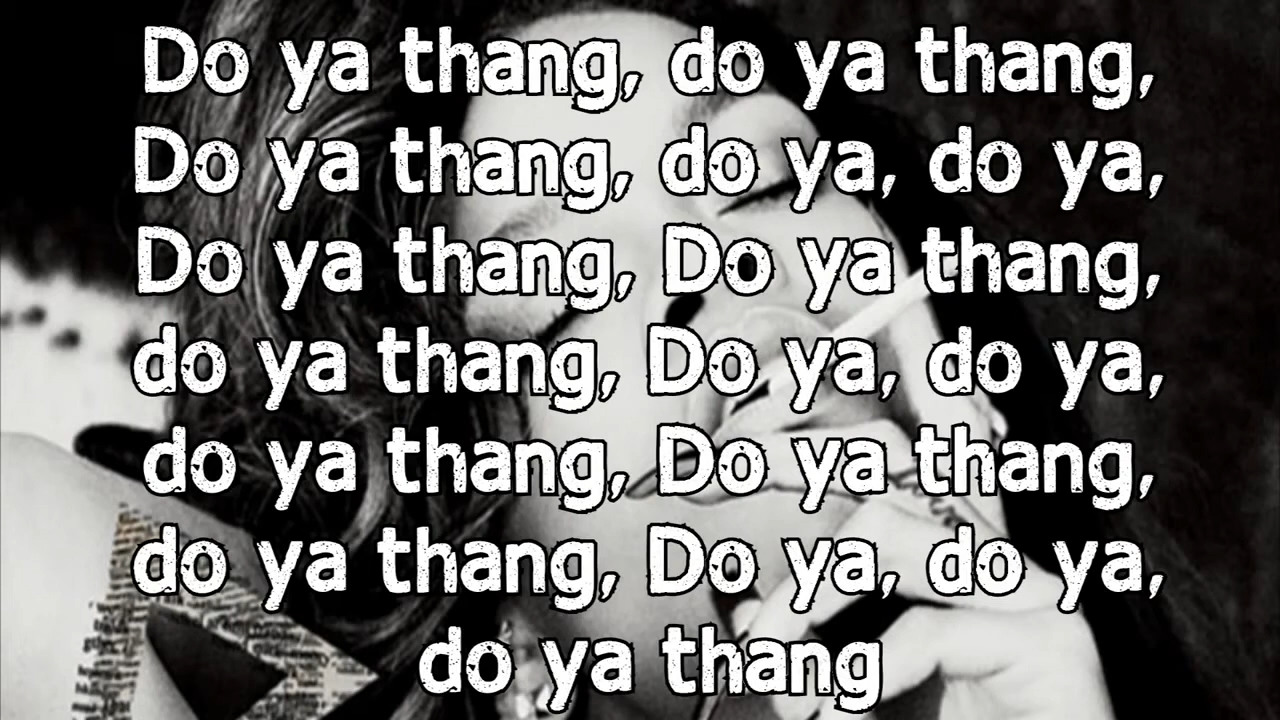 Do ya thang, do ya thang,
Do ya thang, do ya, do ya,
Do ya thang, Do ya thang,
do ya thang, Do ya, do ya,
do ya thang, Do ya thang,
do ya thang, Do ya, do ya,
do ya thang